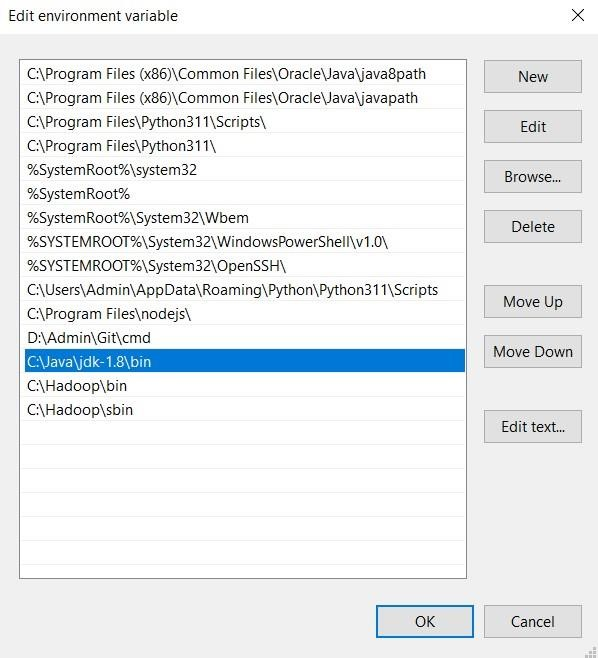 Edit environment variable
C:\Program Files (x86)\Common Files\Oracle\Java\java8path
C:\Program Files (x86)\Common Files\Oracle\Java\javapath
C:\Program Files\Python311\Scripts\
C:\Program Files\Python311\
%SystemRoot%\system32
%SystemRoot%
%SystemRoot%\System32\Wbem
%SYSTEMROOT%\System32\WindowsPowerShell\v1.0\
%SYSTEMROOT%\System32\OpenSSH\
C:\Users\Admin\AppData\Roaming\Python\Python311\Scripts
C:\Program Files\nodejs\
D:\Admin\Git\cmd
C:\Java\jdk-1.8\bin
C:\Hadoop\bin
C:\Hadoop\sbin
New
Edit
Browse...
Delete
Move Up
Move Down
Edit text...
OK
Cancel